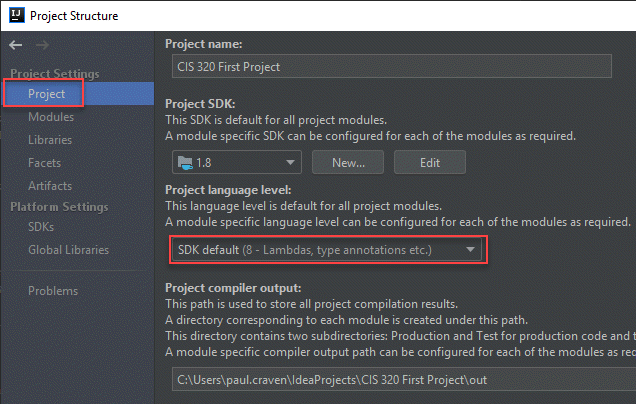 IJ
Project Structure
Project Settings
Project
Modules
Libraries
Facets
Artifacts
Platform Settings
SDKs
Global Libraries
Problems
Project name:
CIS 320 First Project
Project SDK:
This SDK is default for all project modules.
A module specific SDK can be configured for each of the modules as required.
1.8
New...
Edit
Project language level:
This language level is default for all project modules.
A module specific language level can be configured for each of the modules as required.
SDK default (8 - Lambdas, type annotations etc.)
Project compiler output:
This path is used to store all project compilation results.
A directory corresponding to each module is created under this path.
This directory contains two subdirectories: Production and Test for production code and t
A module specific compiler output path can be configured for each of the modules as req
C:\Users\paul.craven\IdeaProjects\CIS 320 First Project\out